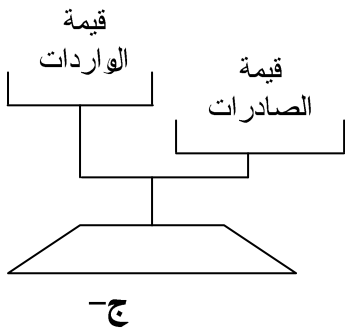 قيمة
الواردات
قيمة
الصادرات
ج-